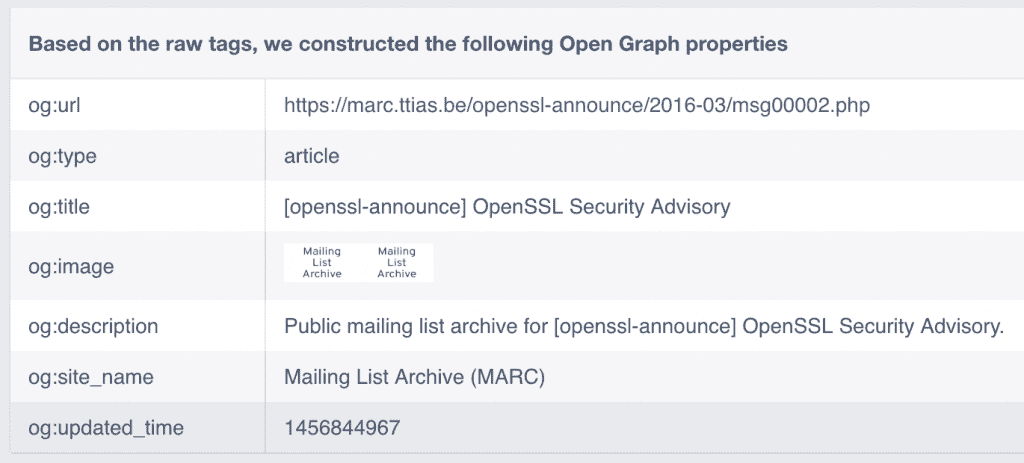 Based on the raw tags, we constructed the following Open Graph properties
og:url https://marc.ttias.be/openssl-announce/2016-03/msg00002.php
og:type article
og:title [openssl-announce] OpenSSL Security Advisory
og:image
Mailing Mailing
List List
Archive Archive
og:description Public mailing list archive for [openssl-announce] OpenSSL Security Advisory.
og:site_name Mailing List Archive (MARC)
og:updated_time 1456844967